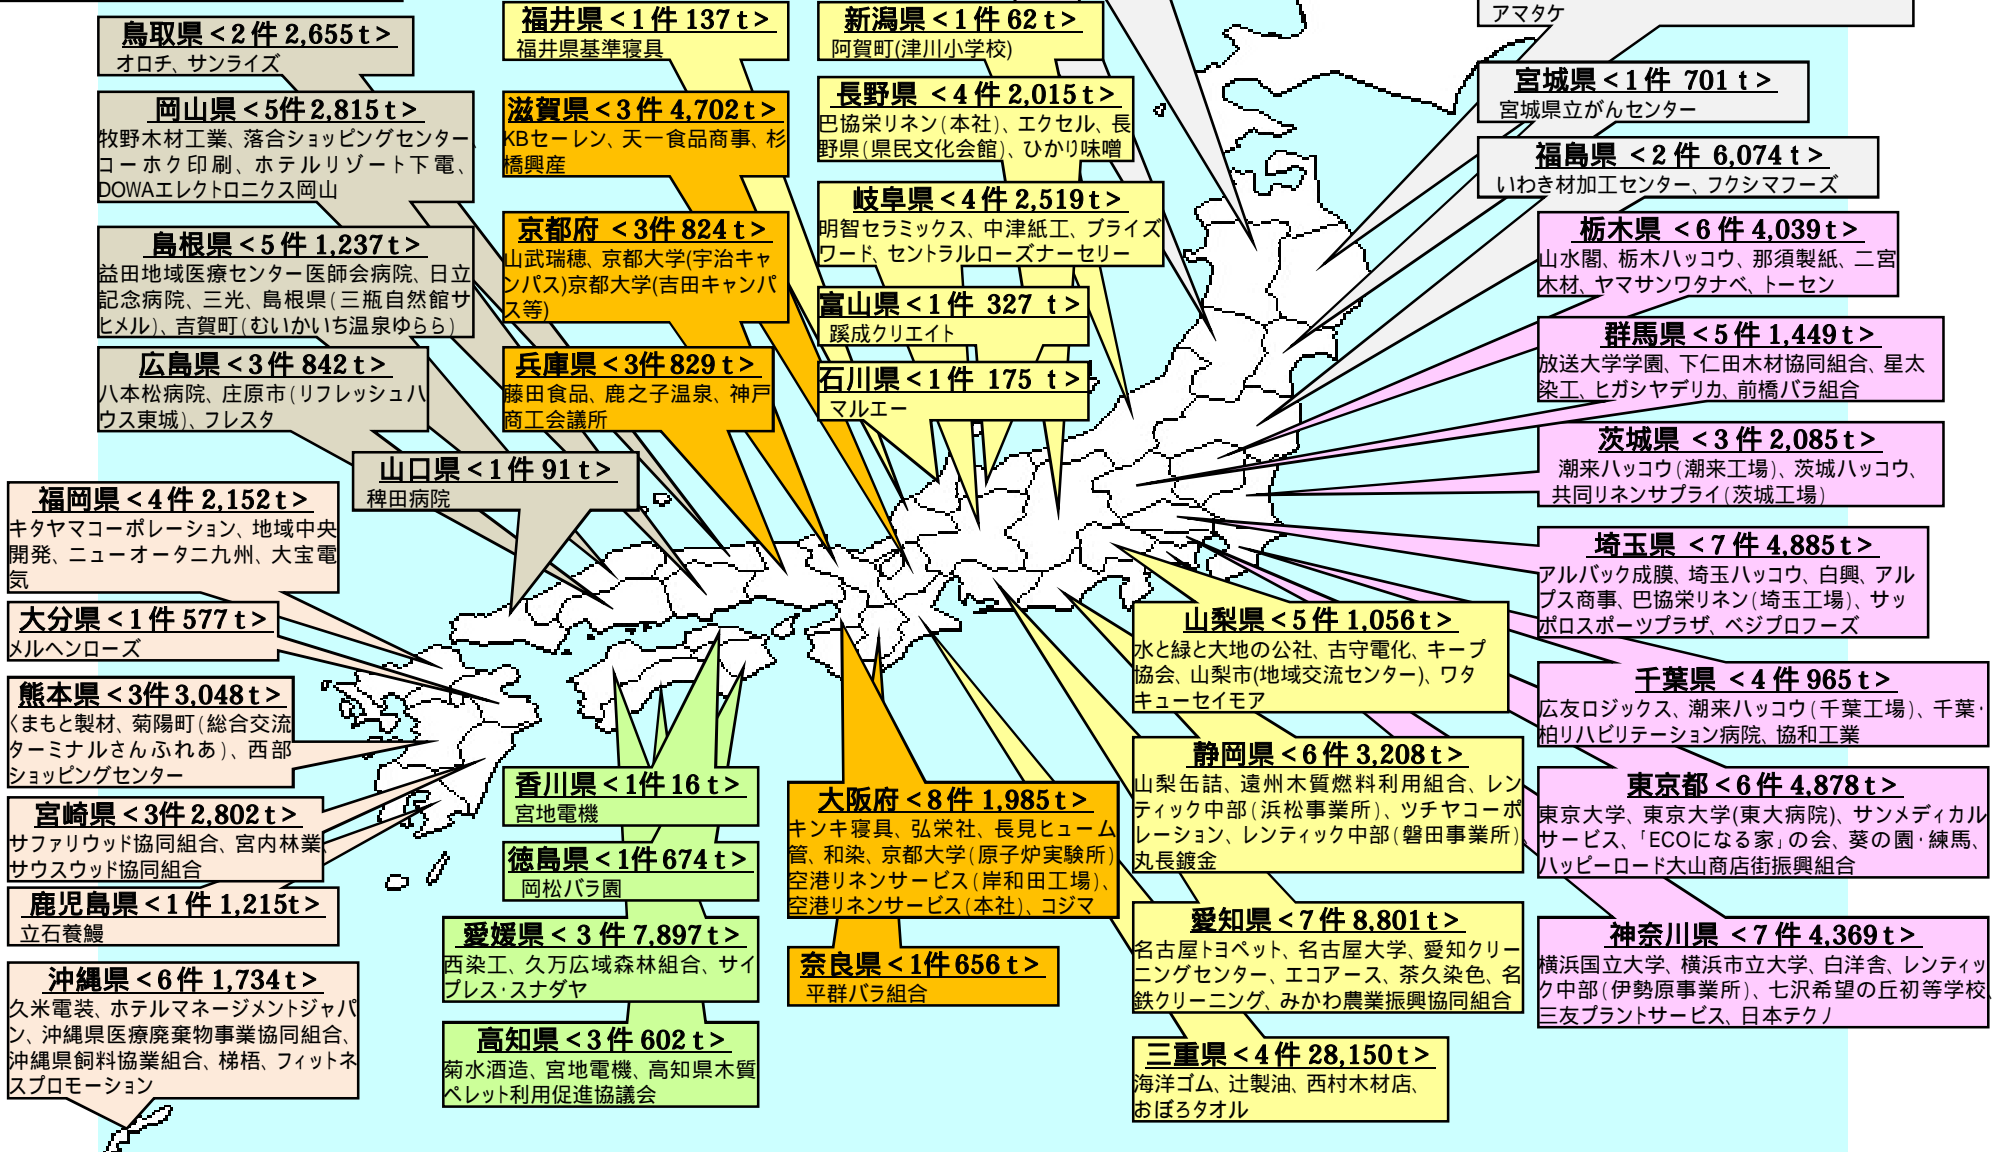 アマタケ
鳥取県＜2件 2,655t＞
オロチ、サンライズ
岡山県＜5件2,815t＞
牧野木材工業、落合ショッピングセンター、
コーホク印刷、ホテルリゾート下電、
DOWAエレクトロニクス岡山
島根県＜5件 1,237t＞
益田地域医療センター医師会病院、日立
記念病院、三光、島根県(三瓶自然館サ
ヒメル)、吉賀町(むいかいち温泉ゆらら)
広島県＜3件 842t＞
八本松病院、庄原市(リフレッシュハ
ウス東城)、フレスタ
山口県＜1件 91t＞
稗田病院
福井県＜1件 137t＞
福井県基準寝具
滋賀県＜3件 4,702t＞
KBセーレン、天一食品商事、杉
橋興産
京都府 ＜3件 824t＞
山武瑞穂、京都大学(宇治キャ
ンパス)京都大学(吉田キャンパ
ス等)
兵庫県＜3件829t＞
藤田食品、鹿之子温泉、神戸
商工会議所
新潟県＜1件 62t＞
阿賀町(津川小学校)
長野県 ＜4件 2,015t＞
巴協栄リネン(本社)、エクセル、長
野県(県民文化会館)、ひかり味噌
岐阜県＜4件 2,519t＞
明智セラミックス、中津紙工、ブライズ
ワード、セントラルローズナーセリー
富山県＜1件 327 t＞
蹊成クリエイト
石川県＜1件 175 t＞
マルエー
宮城県＜1件 701 t＞
宮城県立がんセンター
福島県 ＜2件 6,074t＞
いわき材加工センター、フクシマフーズ
栃木県 ＜6件 4,039t＞
山水閣、栃木ハッコウ、那須製紙、二宮
木材、ヤマサンワタナベ、トーセン
群馬県＜5件 1,449t＞
放送大学学園、下仁田木材協同組合、星太
染工、ヒガシヤデリカ、前橋バラ組合
茨城県 ＜3件 2,085t＞
潮来ハッコウ(潮来工場)、茨城ハッコウ、
共同リネンサプライ(茨城工場)
埼玉県 ＜7件 4,885t＞
アルバック成膜、埼玉ハッコウ、白興、アル
プス商事、巴協栄リネン(埼玉工場)、サッ
ポロスポーツプラザ、ベジプロフーズ
千葉県 ＜4件 965t＞
広友ロジックス、潮来ハッコウ(千葉工場)、千葉・
柏リハビリテーション病院、協和工業
東京都＜6件 4,878t＞
東京大学、東京大学(東大病院)、サンメディカル
サービス、「ECOになる家」の会、葵の園・練馬、
ハッピーロード大山商店街振興組合
神奈川県 ＜7件 4,369t＞
横浜国立大学、横浜市立大学、白洋舎、レンティッ
ク中部(伊勢原事業所)、七沢希望の丘初等学校、
三友プラントサービス、日本テクノ
山梨県＜5件 1,056t＞
水と緑と大地の公社、古守電化、キープ
協会、山梨市(地域交流センター)、ワタ
キューセイモア
静岡県＜6件 3,208t＞
山梨缶詰、遠州木質燃料利用組合、レン
ティック中部(浜松事業所)、ツチヤコーポ
レーション、レンティック中部(磐田事業所)、
丸長鍍金
愛知県＜7件 8,801t＞
名古屋トヨペット、名古屋大学、愛知クリー
ニングセンター、エコアース、茶久染色、名
鉄クリーニング、みかわ農業振興協同組合
三重県＜4件 28,150t＞
海洋ゴム、辻製油、西村木材店、
おぼろタオル
福岡県＜4件 2,152t＞
キタヤマコーポレーション、地域中央
開発、ニューオータニ九州、大宝電
気
大分県＜1件 577t＞
メルヘンローズ
熊本県＜3件 3,048t＞
くまもと製材、菊陽町(総合交流
ターミナルさんふれあ)、西部
ショッピングセンター
宮崎県＜3件 2,802t＞
サファリウッド協同組合、宮内林業、
サウスウッド協同組合
鹿児島県＜1件 1,215t＞
立石養鰻
沖縄県＜6件 1,734t＞
久米電装、ホテルマネージメントジャパ
ン、沖縄県医療廃棄物事業協同組合、
沖縄県飼料協業組合、梯梧、フィットネ
スプロモーション
香川県＜1件 16t＞
宮地電機
徳島県＜1件 674t＞
岡松バラ園
愛媛県＜3件 7,897t＞
西染工、久万広域森林組合、サイ
プレス・スナダヤ
高知県＜3件 602t＞
菊水酒造、宮地電機、高知県木質
ペレット利用促進協議会
大阪府＜8件 1,985t＞
キンキ寝具、弘栄社、長見ヒューム
管、和染、京都大学(原子炉実験所)
空港リネンサービス(岸和田工場)、
空港リネンサービス(本社)、コジマ
奈良県＜1件656t＞
平群バラ組合